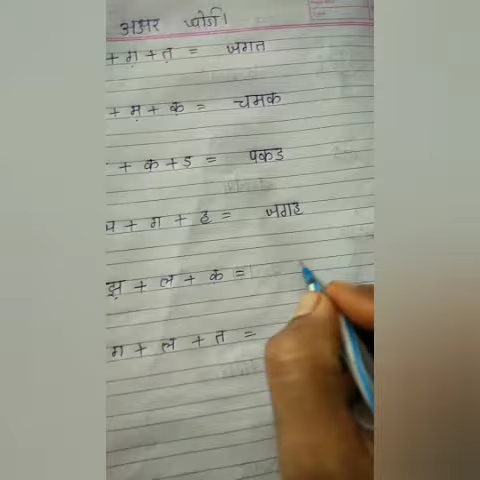 अक्षर जोडो।
+ ग + त = जगत
+ म + क = चमक
+ क + ड = पकड
ज + ग + ह = जगह
झ + ल + क =
ग + ल + त =